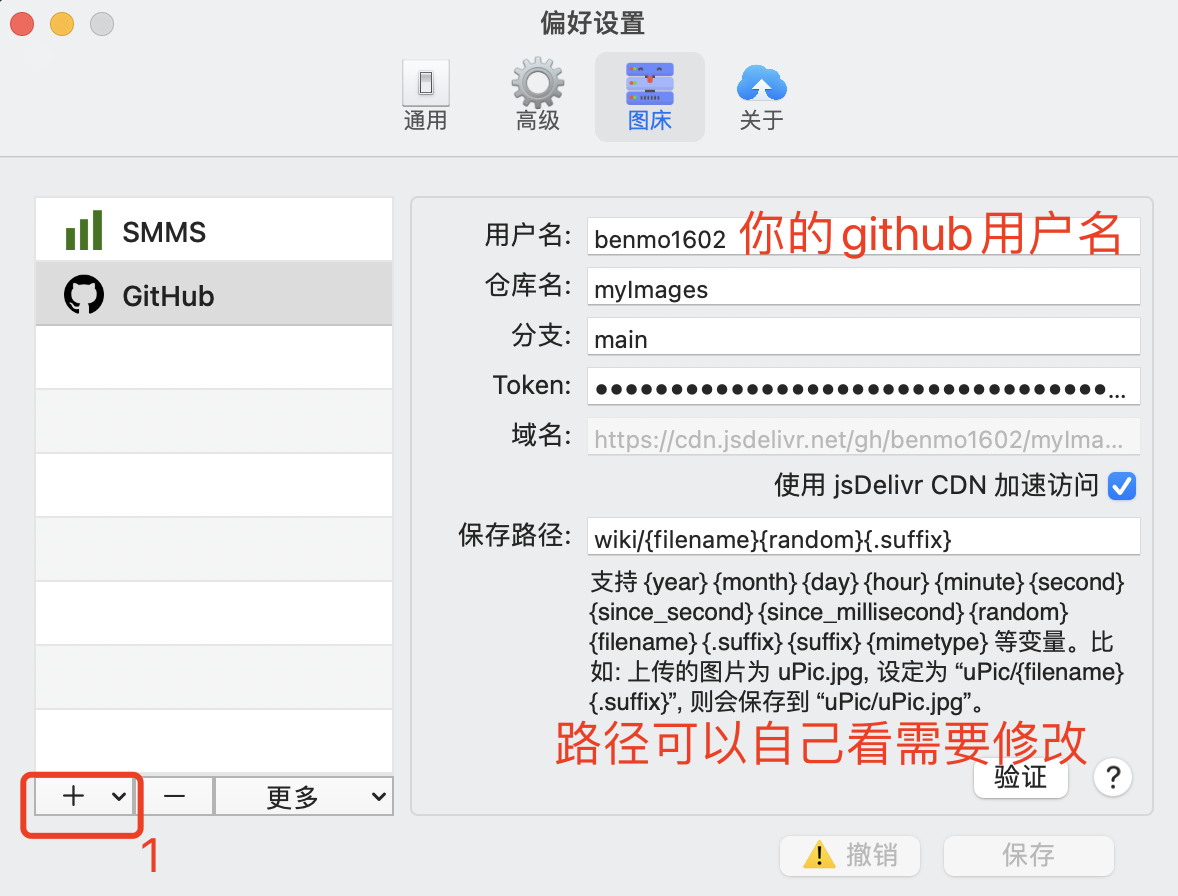 偏好设置
通用 高级 图床 关于
SMMS
GitHub
用户名: benmo1602 你的github用户名
仓库名: myImages
分支: main
Token: ●●●●●●●●●●●●●●●●●●●●●●●●●●●●●●●●●●...
域名: https://cdn.jsdelivr.net/gh/benmo1602/myIma...
使用 jsDelivr CDN 加速访问
保存路径: wiki/{filename}{random}{.suffix}
支持 {year} {month} {day} {hour} {minute} {second}
{since_second} {since_millisecond} {random}
{filename} {.suffix} {suffix} {mimetype} 等变量。比
如: 上传的图片为 uPic.jpg, 设定为 “uPic/{filename}
{.suffix}”, 则会保存到 “uPic/uPic.jpg”。
路径可以自己看需要修改
验证 ?
+ − 更多
1
撤销 保存